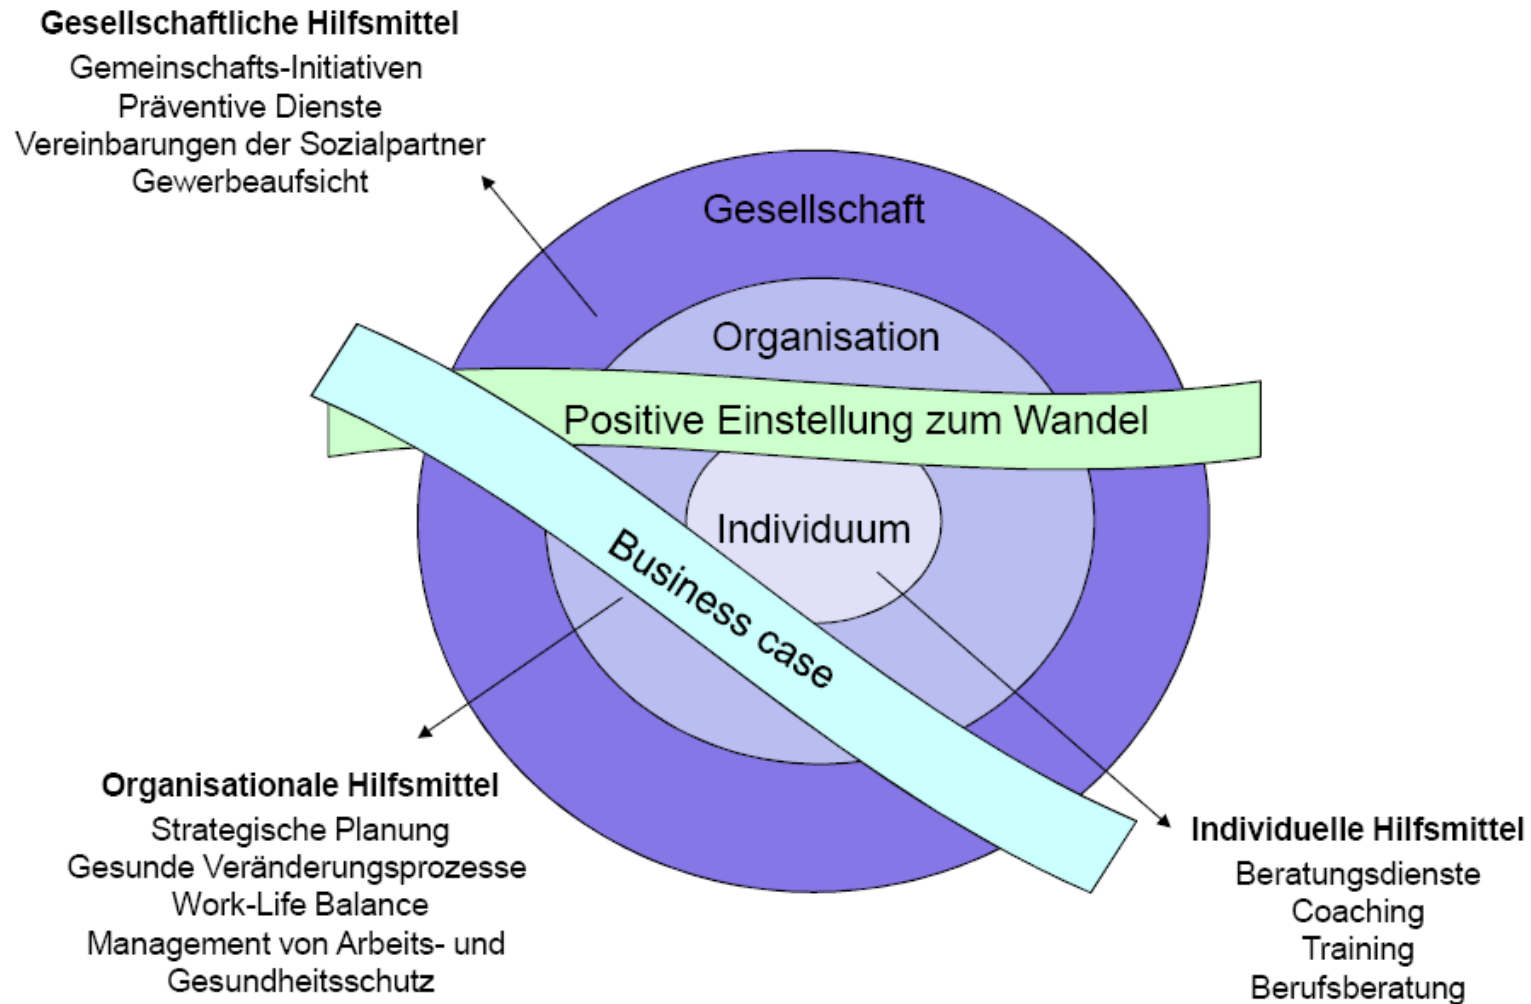 Gesellschaftliche Hilfsmittel
Gemeinschafts-Initiativen
Präventive Dienste
Vereinbarungen der Sozialpartner
Gewerbeaufsicht
Gesellschaft
Organisation
Positive Einstellung zum Wandel
Individuum
Business case
Organisationale Hilfsmittel
Strategische Planung
Gesunde Veränderungsprozesse
Work-Life Balance
Management von Arbeits- und
Gesundheitsschutz
Individuelle Hilfsmittel
Beratungsdienste
Coaching
Training
Berufsberatung